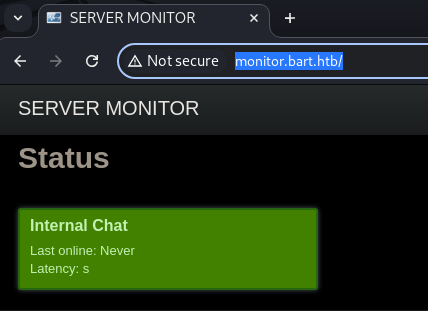 SERVER MONITOR
Not secure monitor.bart.htb/
SERVER MONITOR
Status
Internal Chat
Last online: Never
Latency: s